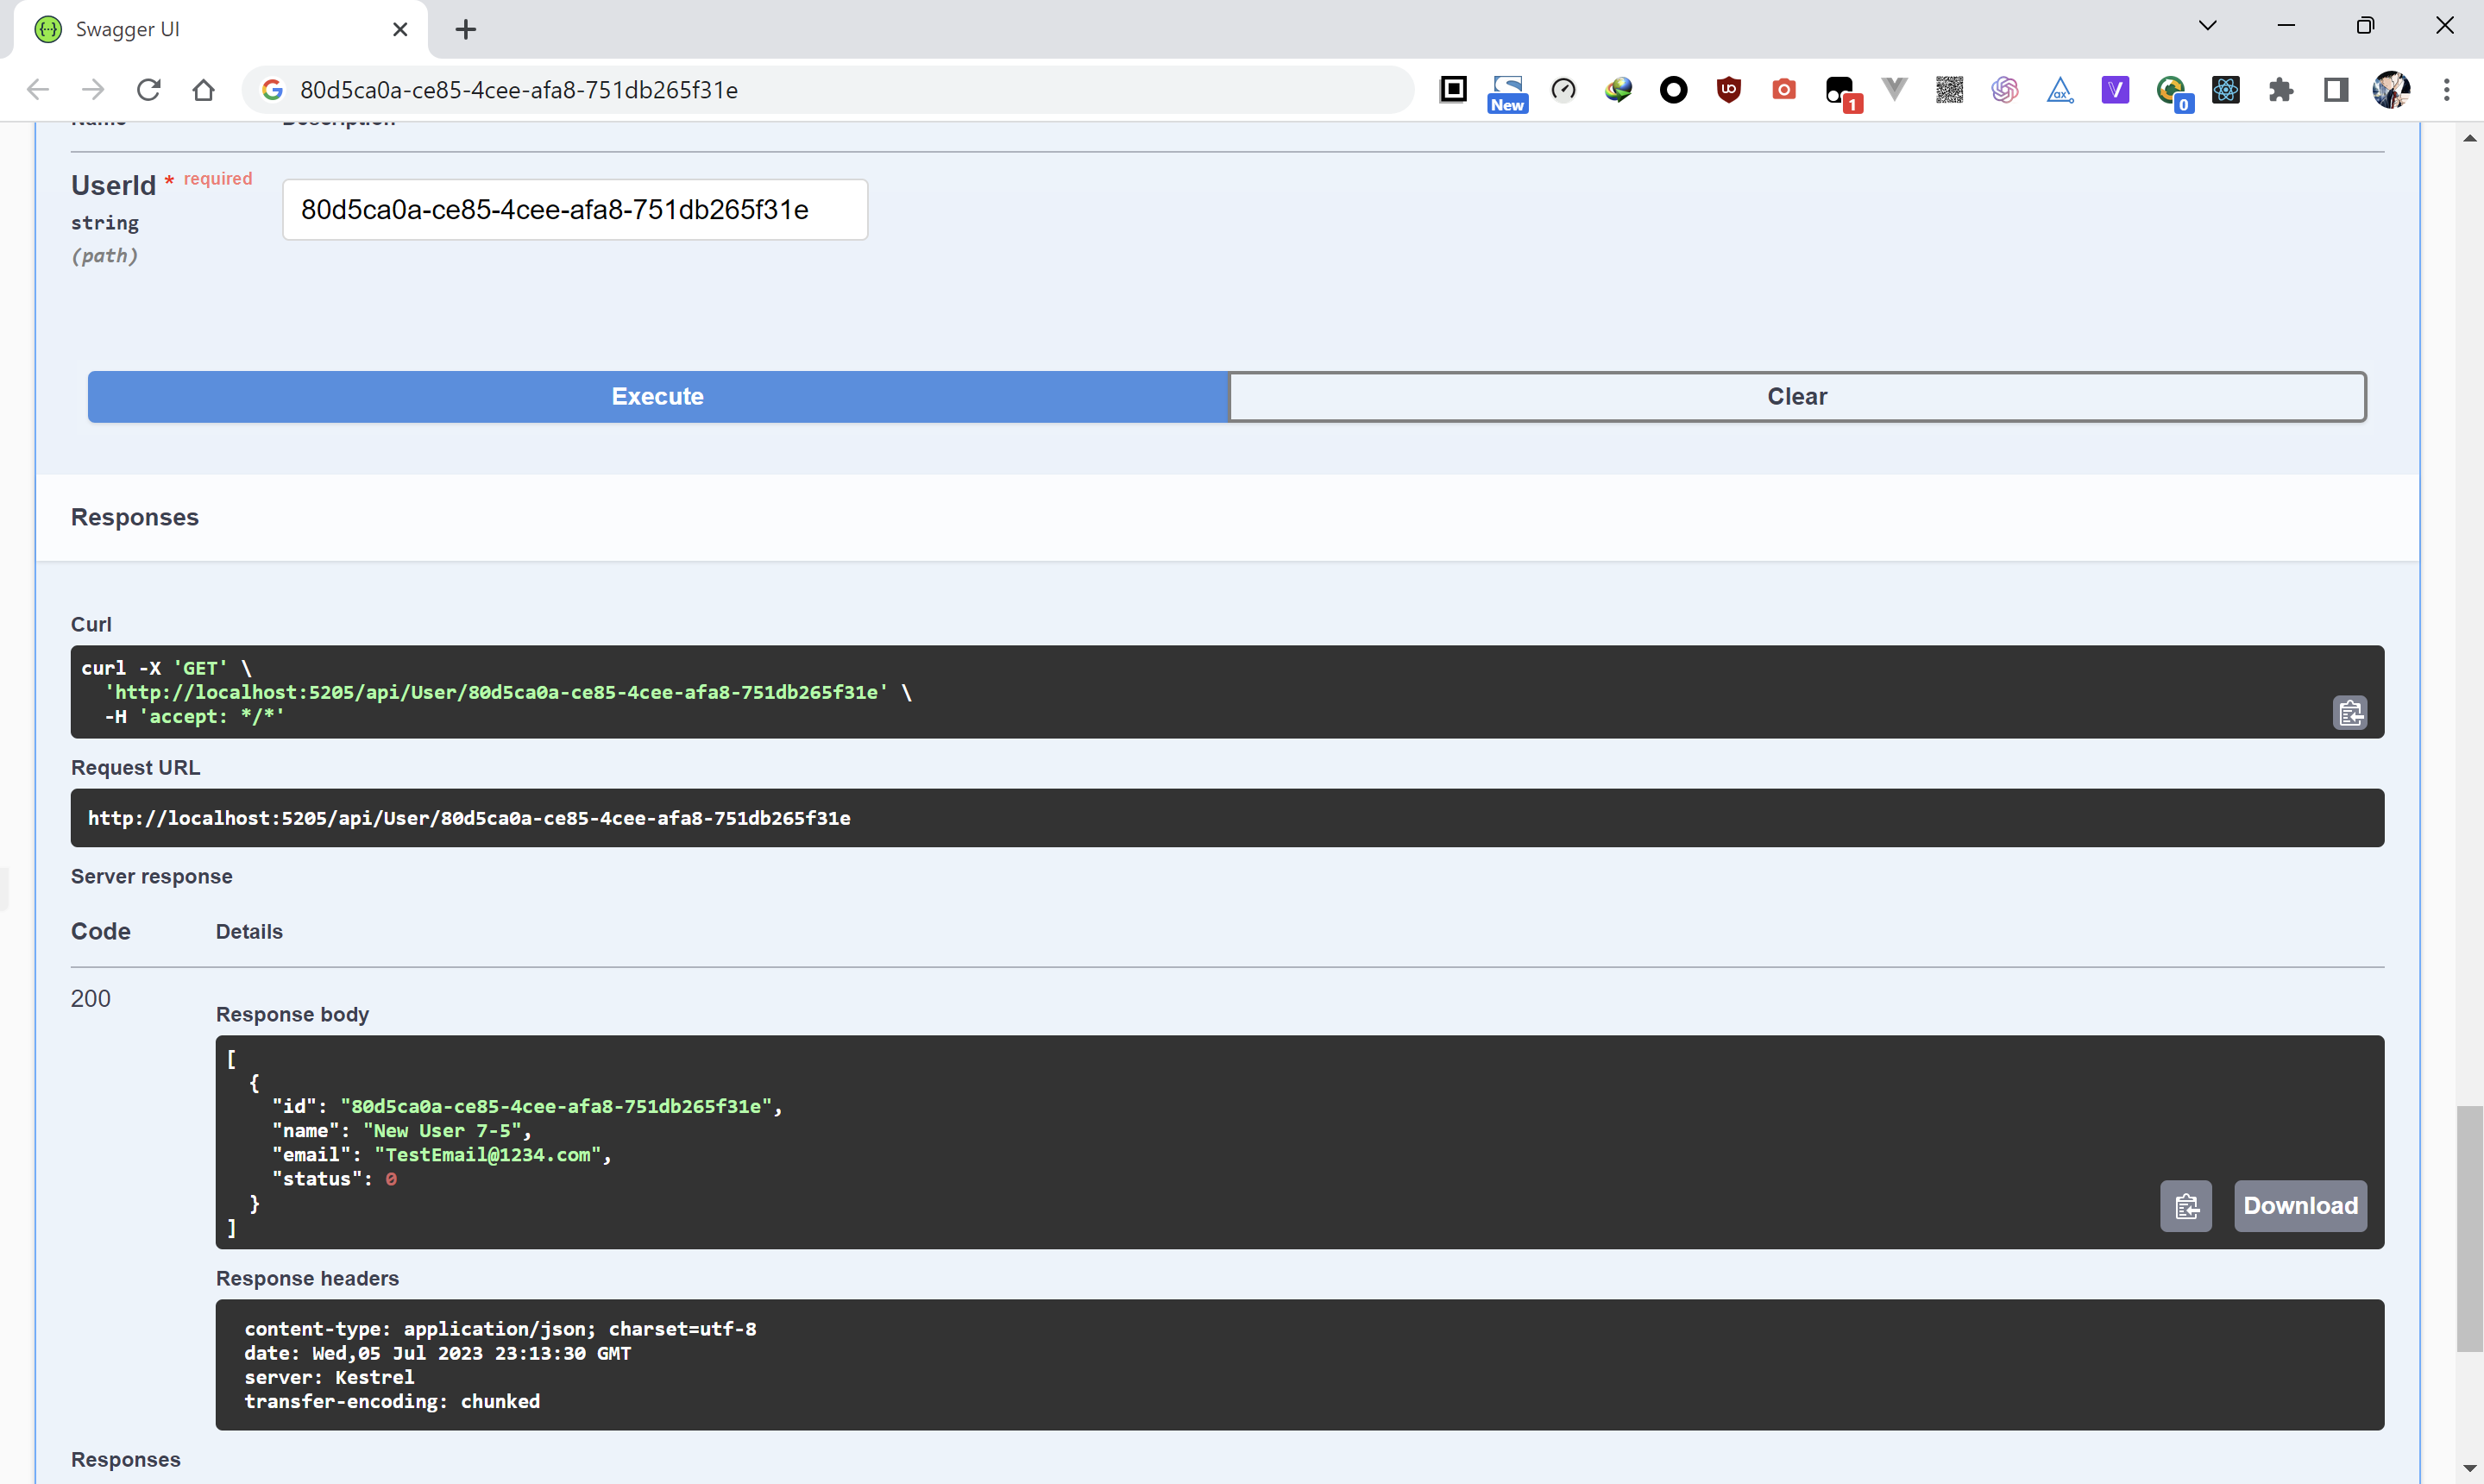 Swagger UI
80d5ca0a-ce85-4cee-afa8-751db265f31e
New
1
0
Name Description
UserId * required
80d5ca0a-ce85-4cee-afa8-751db265f31e
string
(path)
Execute Clear
Responses
Curl
curl -X 'GET' \
'http://localhost:5205/api/User/80d5ca0a-ce85-4cee-afa8-751db265f31e' \
-H 'accept: */*'
Request URL
http://localhost:5205/api/User/80d5ca0a-ce85-4cee-afa8-751db265f31e
Server response
Code Details
200
Response body
[
{
"id": "80d5ca0a-ce85-4cee-afa8-751db265f31e",
"name": "New User 7-5",
"email": "TestEmail@1234.com",
"status": 0
}
]
Download
Response headers
content-type: application/json; charset=utf-8
date: Wed,05 Jul 2023 23:13:30 GMT
server: Kestrel
transfer-encoding: chunked
Responses